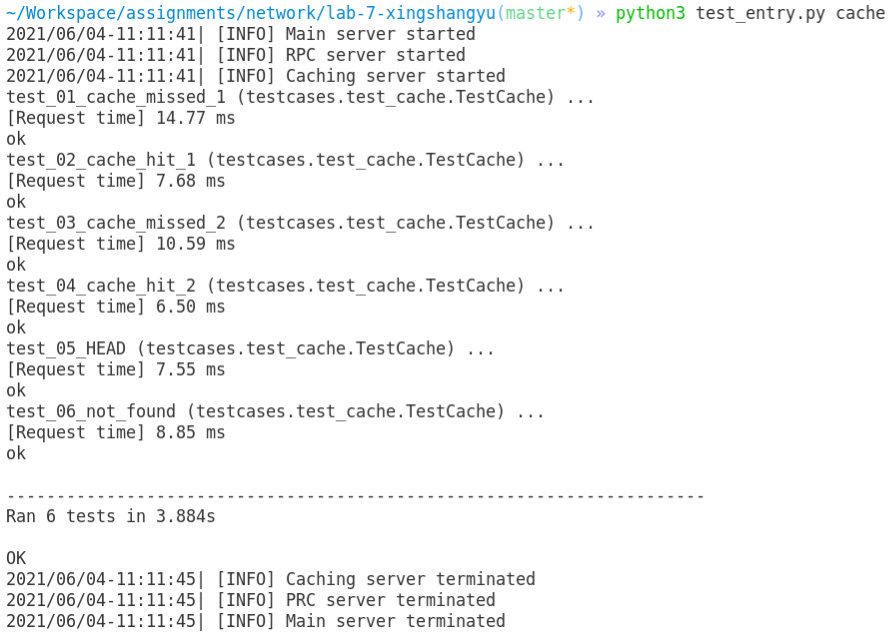 ~/Workspace/assignments/network/lab-7-xingshangyu(master*) » python3 test_entry.py cache
2021/06/04-11:11:41| [INFO] Main server started
2021/06/04-11:11:41| [INFO] RPC server started
2021/06/04-11:11:41| [INFO] Caching server started
test_01_cache_missed_1 (testcases.test_cache.TestCache) ...
[Request time] 14.77 ms
ok
test_02_cache_hit_1 (testcases.test_cache.TestCache) ...
[Request time] 7.68 ms
ok
test_03_cache_missed_2 (testcases.test_cache.TestCache) ...
[Request time] 10.59 ms
ok
test_04_cache_hit_2 (testcases.test_cache.TestCache) ...
[Request time] 6.50 ms
ok
test_05_HEAD (testcases.test_cache.TestCache) ...
[Request time] 7.55 ms
ok
test_06_not_found (testcases.test_cache.TestCache) ...
[Request time] 8.85 ms
ok
----------------------------------------------------------------------
Ran 6 tests in 3.884s
OK
2021/06/04-11:11:45| [INFO] Caching server terminated
2021/06/04-11:11:45| [INFO] PRC server terminated
2021/06/04-11:11:45| [INFO] Main server terminated